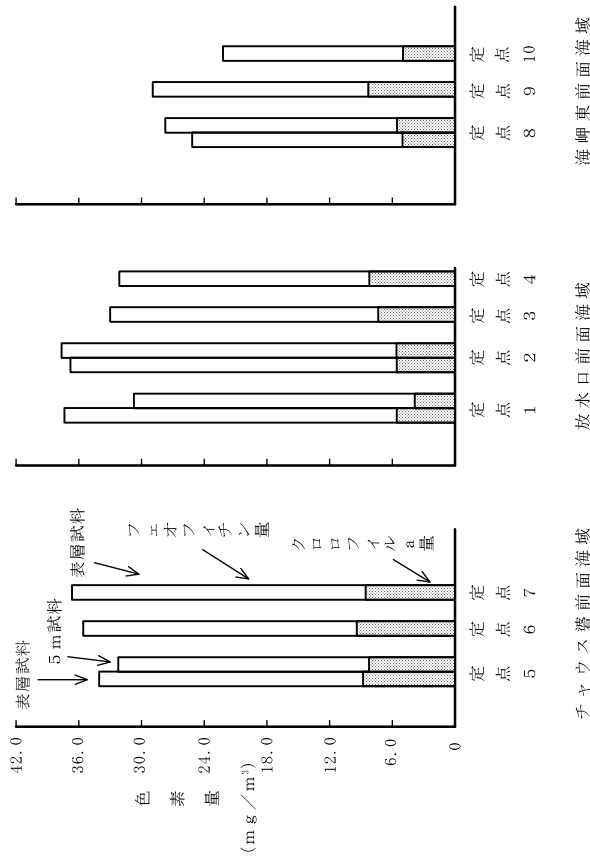 42.0
36.0
30.0
24.0
18.0
12.0
6.0
0
色素量
(mg/m³)
表層試料
5m試料
表層試料
フェオフイチン量
クロロフイルa量
定点5
定点6
定点7
定点1
定点2
定点3
定点4
定点8
定点9
定点10
チャウス碆前面海域
放水口前面海域
海岬東前面海域